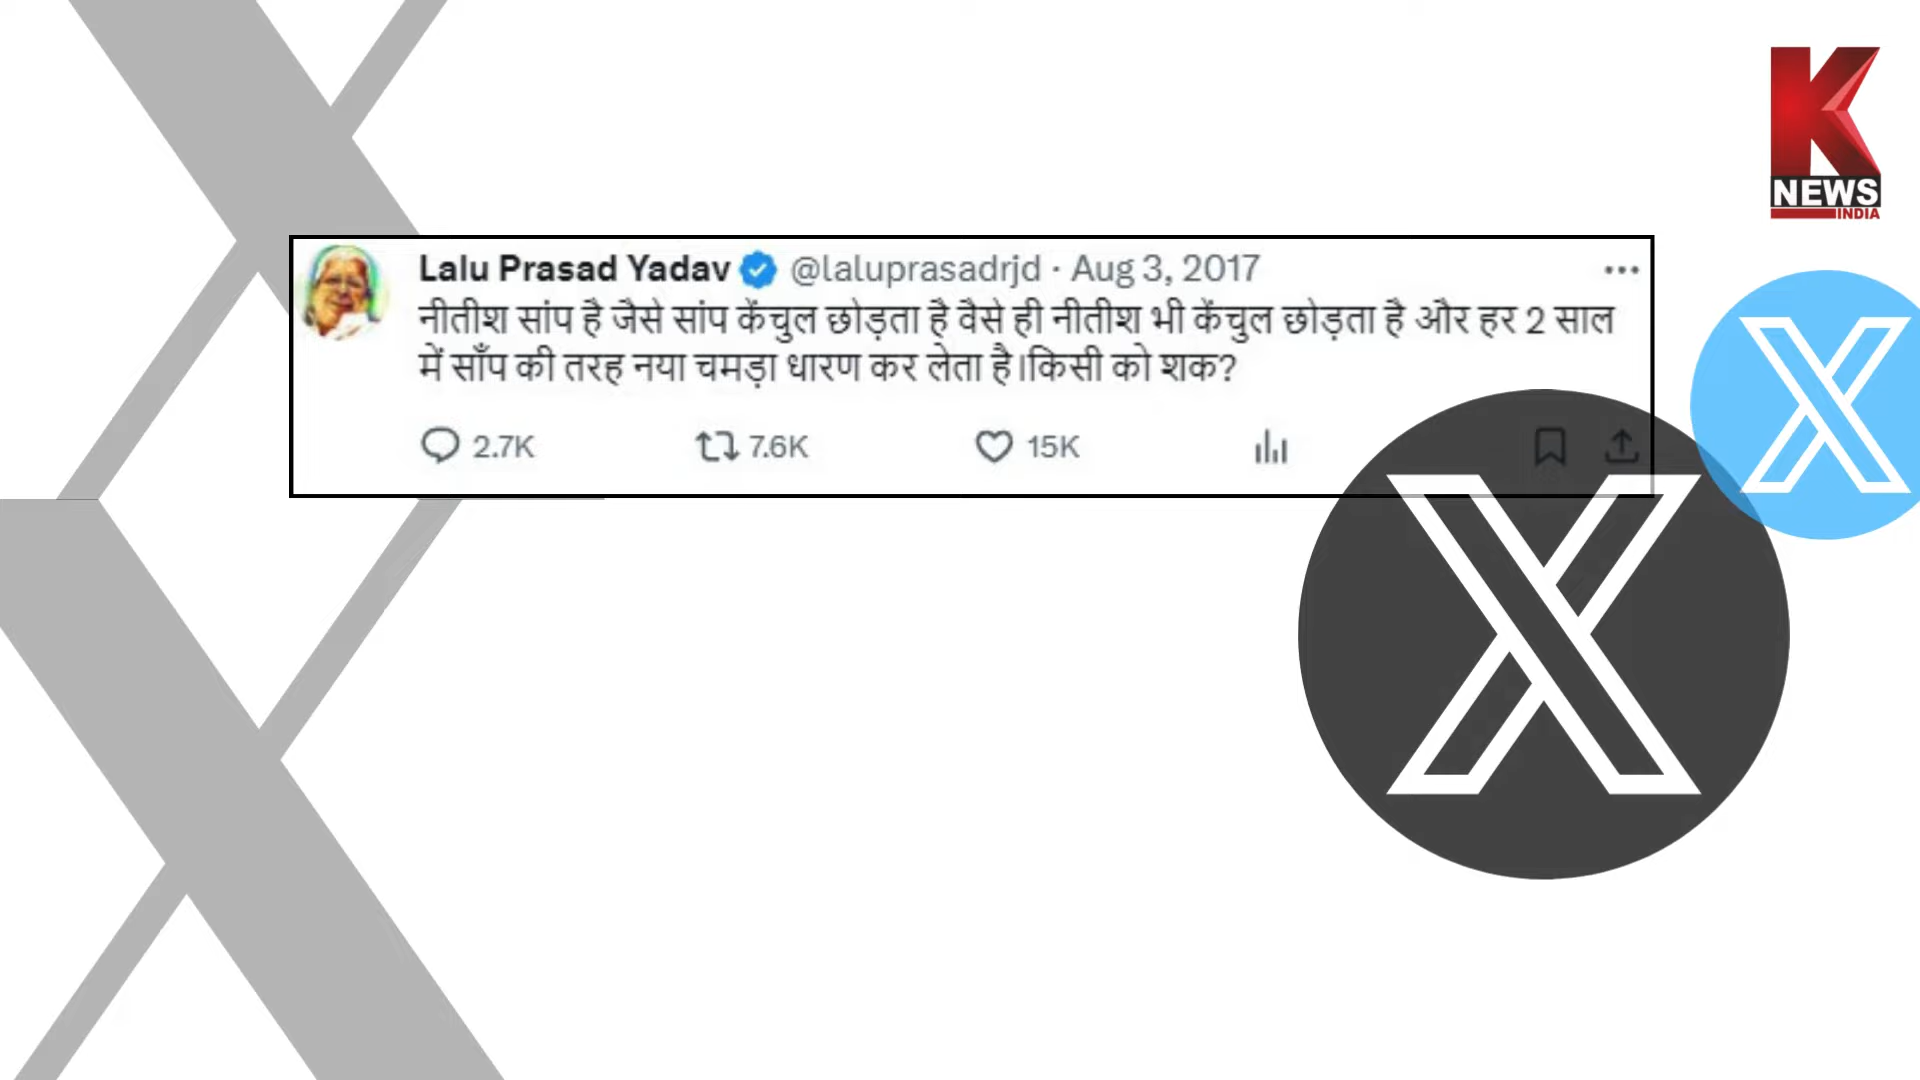 K
NEWS
INDIA
Lalu Prasad Yadav @laluprasadrjd · Aug 3, 2017
नीतीश सांप है जैसे सांप केंचुल छोड़ता है वैसे ही नीतीश भी केंचुल छोड़ता है और हर 2 साल
में साँप की तरह नया चमड़ा धारण कर लेता है।किसी को शक?
2.7K 7.6K 15K